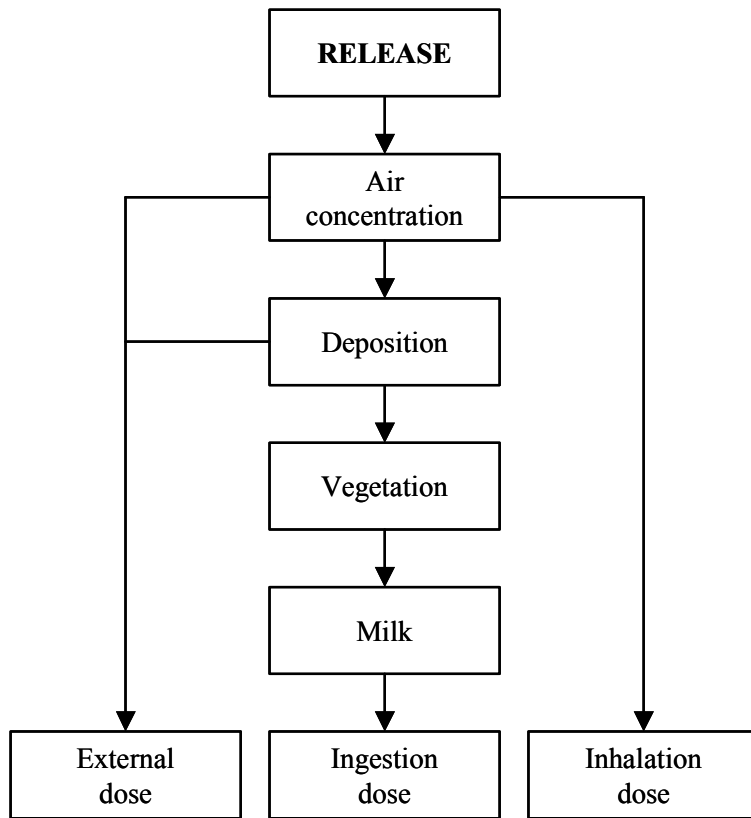 RELEASE
Air
concentration
Deposition
Vegetation
Milk
External
dose
Ingestion
dose
Inhalation
dose